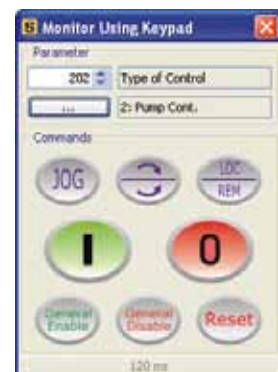 Monitor Using Keypad
Parameter
202 Type of Control
... 2: Pump Cont.
Commands
JOG LOC
REM
I 0
General Enable General Disable Reset
120 ms